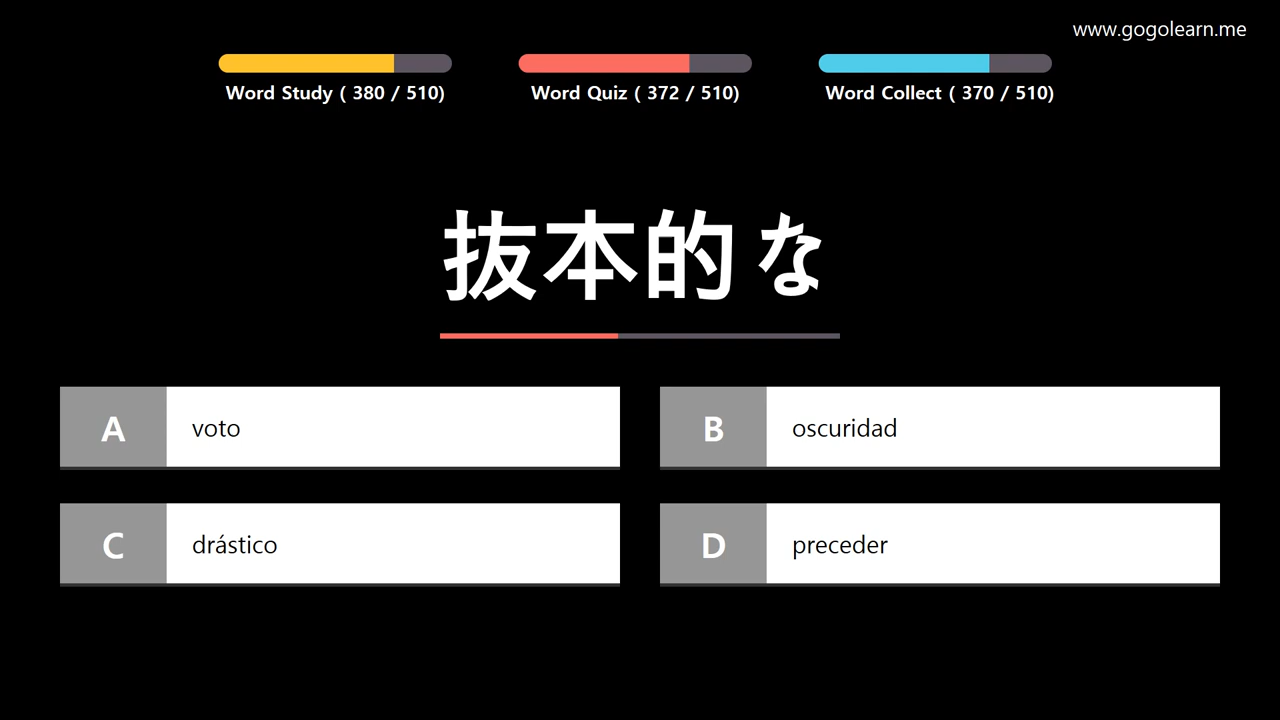 www.gogolearn.me
Word Study ( 380 / 510)
Word Quiz ( 372 / 510)
Word Collect ( 370 / 510)
抜本的な
A voto
B oscuridad
C drástico
D preceder